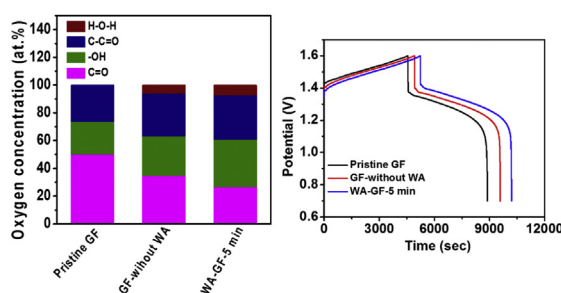 Oxygen concentration (at.%)
140
120
100
80
60
40
20
0
H-O-H
C-C=O
-OH
C=O
Pristine GF
GF-wihout WA
WA-GF-5 min
Potential (V)
1.6
1.4
1.2
1.0
0.8
0.6
Pristine GF
GF-without WA
WA-GF-5 min
0
3000
6000
9000
12000
Time (sec)